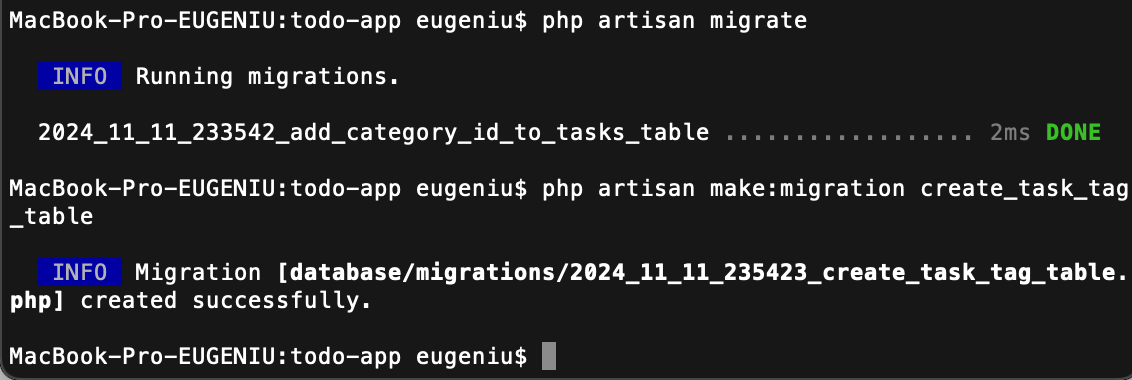 MacBook-Pro-EUGENIU:todo-app eugeniu$ php artisan migrate
INFO Running migrations.
2024_11_11_233542_add_category_id_to_tasks_table .................. 2ms DONE
MacBook-Pro-EUGENIU:todo-app eugeniu$ php artisan make:migration create_task_tag
_table
INFO Migration [database/migrations/2024_11_11_235423_create_task_tag_table.
php] created successfully.
MacBook-Pro-EUGENIU:todo-app eugeniu$